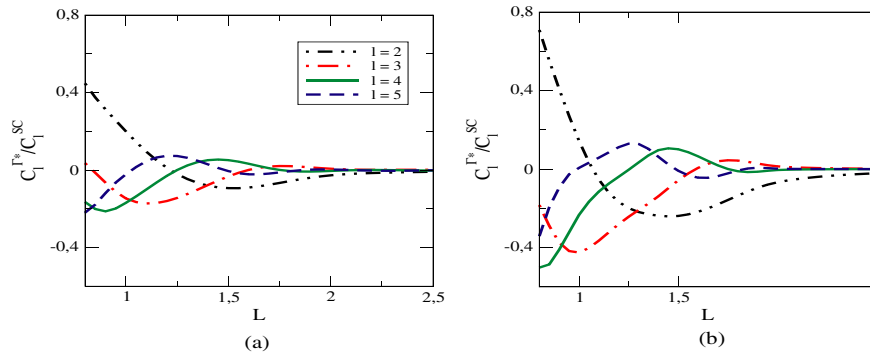 0,8
0,4
0
-0,4
C_l^Γ*/C_l^SC
1
1,5
2
2,5
L
(a)
l = 2
l = 3
l = 4
l = 5
0,8
0,4
0
-0,4
C_l^Γ*/C_l^SC
1
1,5
L
(b)